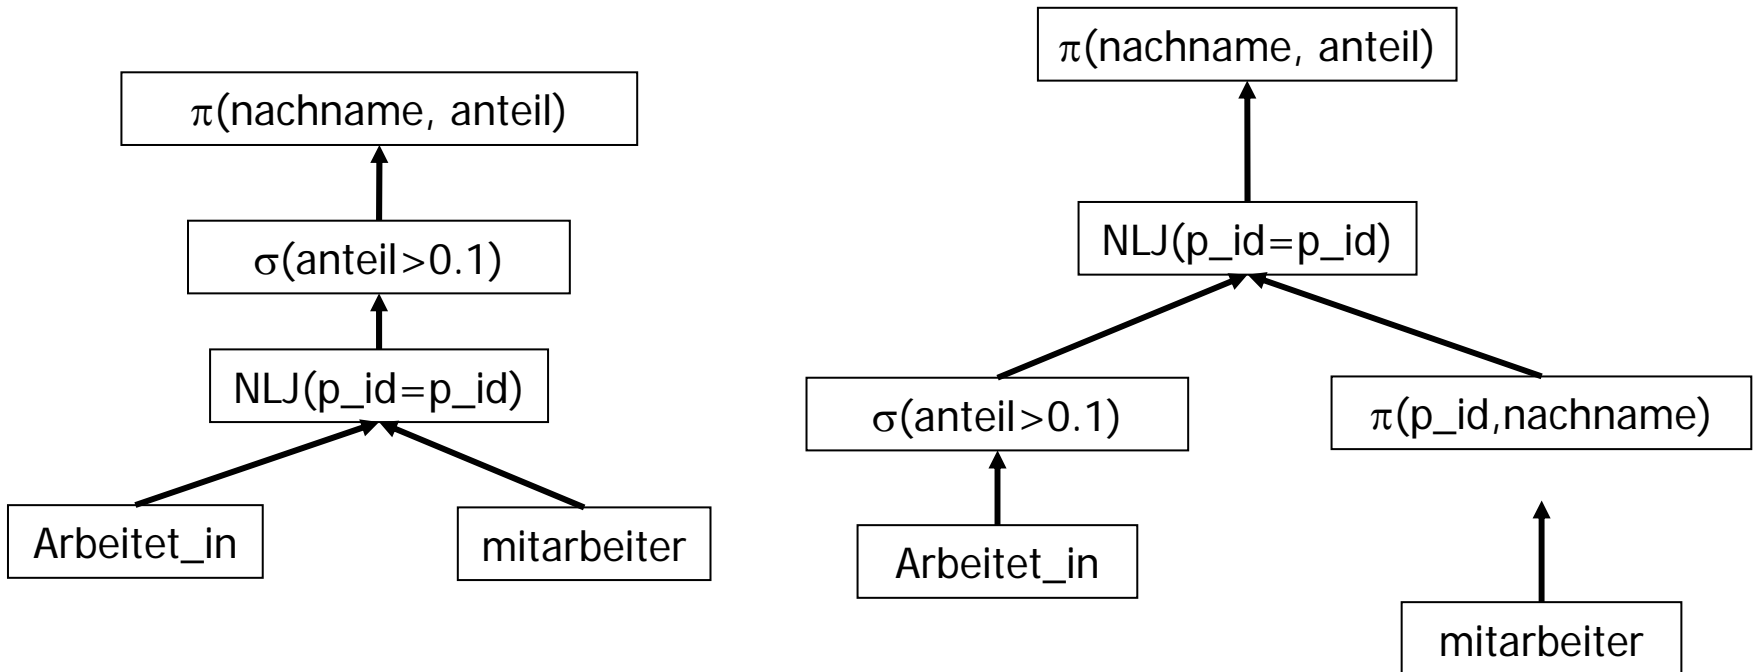 π(nachname, anteil)
σ(anteil>0.1)
NLJ(p_id=p_id)
Arbeitet_in
mitarbeiter
π(nachname, anteil)
NLJ(p_id=p_id)
σ(anteil>0.1)
π(p_id,nachname)
Arbeitet_in
mitarbeiter